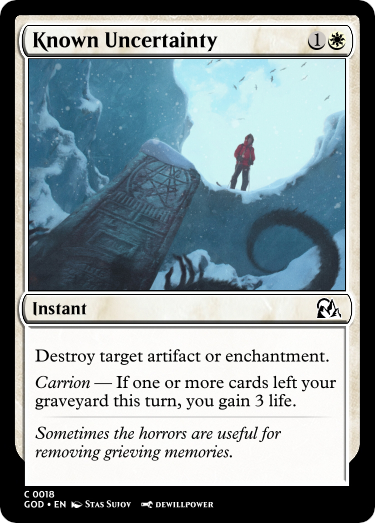 Known Uncertainty 1
Instant
Destroy target artifact or enchantment.
Carrion — If one or more cards left your
graveyard this turn, you gain 3 life.
Sometimes the horrors are useful for
removing grieving memories.
C 0018
GOD • EN STAS SUJOV DEWILLPOWER